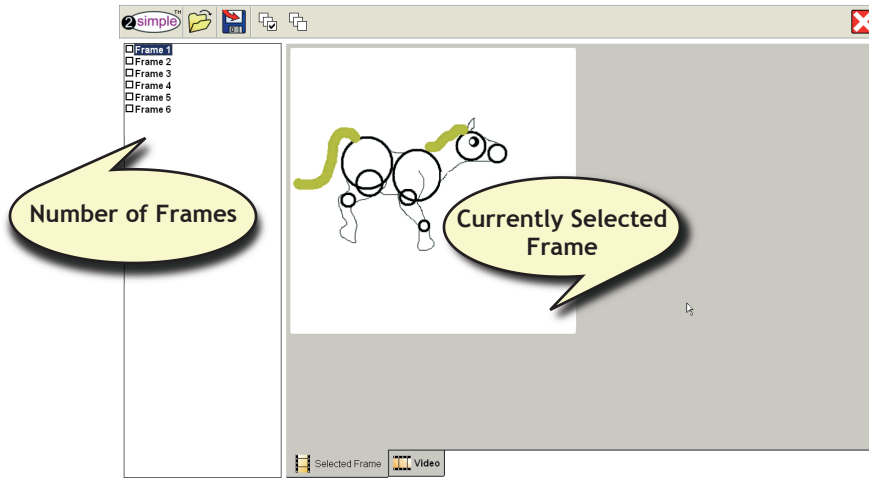 2simple TM
Frame 1
Frame 2
Frame 3
Frame 4
Frame 5
Frame 6
Number of Frames
Currently Selected
Frame
Selected Frame
Video